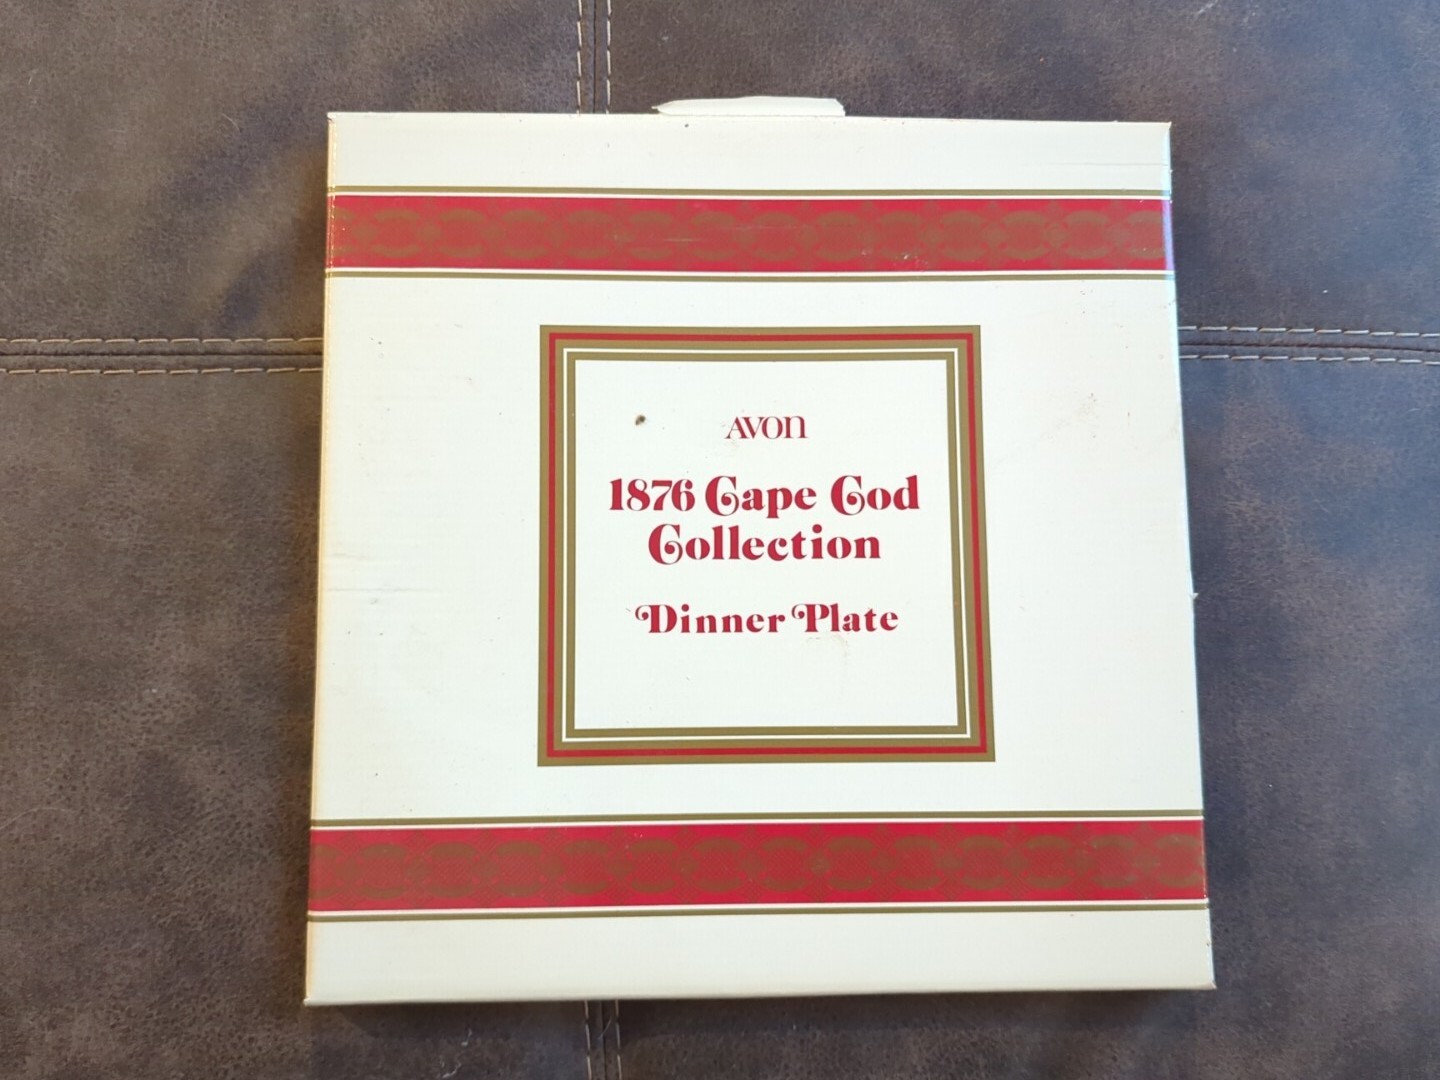 AVON
1876 Cape Cod
Collection
Dinner Plate